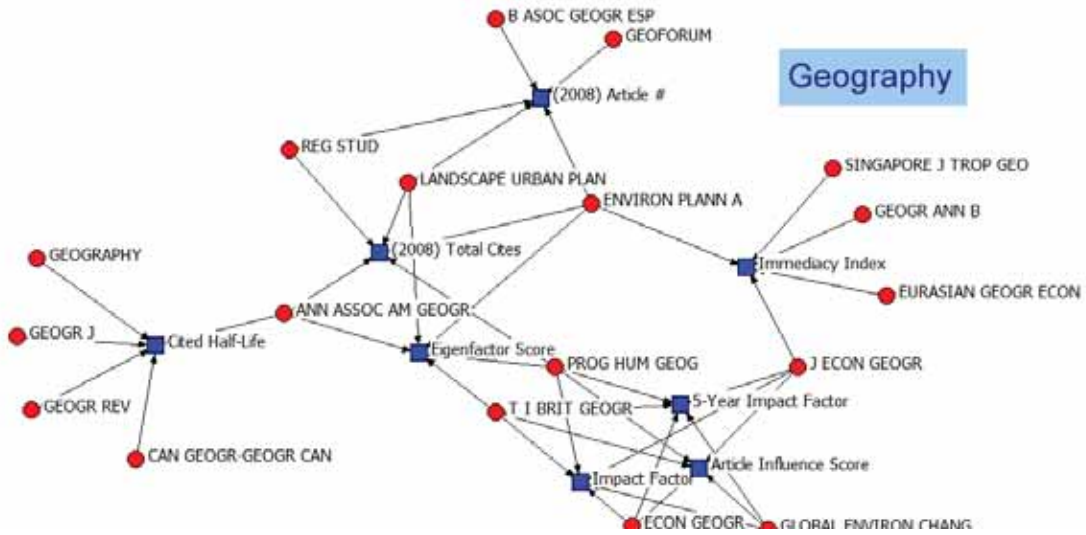 B ASOC GEOGR ESP
GEOFORUM
Geography
(2008) Article #
REG STUD
SINGAPORE J TROP GEO
LANDSCAPE URBAN PLAN
ENVIRON PLANN A
GEOGR ANN B
GEOGRAPHY
(2008) Total Cites
Immediacy Index
EURASIAN GEOGR ECON
ANN ASSOC AM GEOGR
GEOGR J
Cited Half-Life
Eigenfactor Score
PROG HUM GEOG
J ECON GEOGR
GEOGR REV
T I BRIT GEOGR
5-Year Impact Factor
CAN GEOGR-GEOGR CAN
Article Influence Score
Impact Factor
ECON GEOGR
GLOBAL ENVIRON CHANG